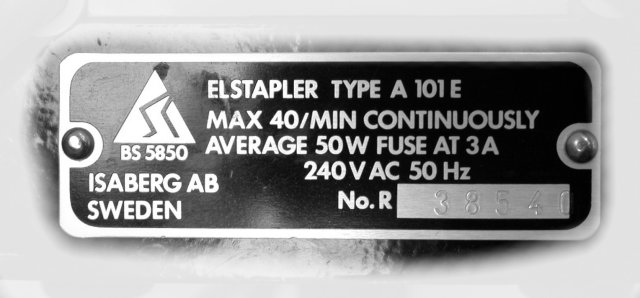 ELSTAPLER TYPE A 101 E
MAX 40/MIN CONTINUOUSLY
AVERAGE 50W FUSE AT 3A
240V AC 50 Hz
No. R 38540
BS 5850
ISABERG AB
SWEDEN